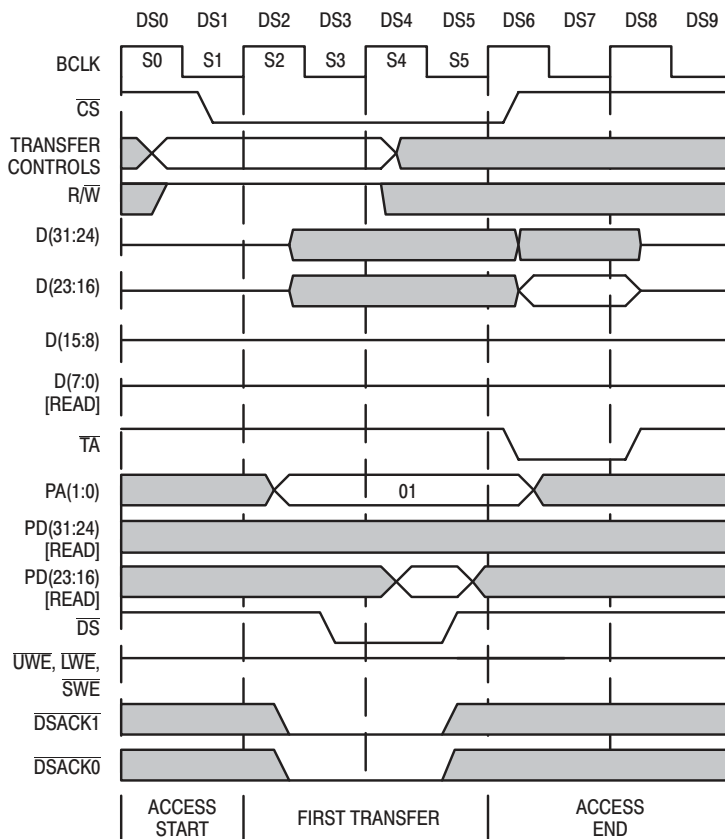 DS0 DS1 DS2 DS3 DS4 DS5 DS6 DS7 DS8 DS9
BCLK S0 S1 S2 S3 S4 S5
CS
TRANSFER
CONTROLS
R/W
D(31:24)
D(23:16)
D(15:8)
D(7:0)
[READ]
TA
PA(1:0) 01
PD(31:24)
[READ]
PD(23:16)
[READ]
DS
UWE, LWE,
SWE
DSACK1
DSACK0
ACCESS
START
FIRST TRANSFER
ACCESS
END